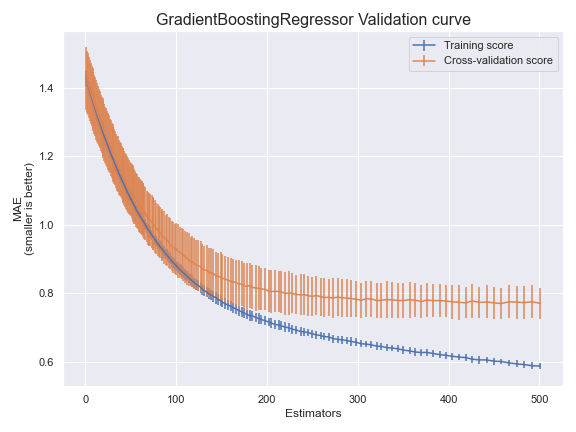 GradientBoostingRegressor Validation curve
Training score
Cross-validation score
MAE
(smaller is better)
1.4
1.2
1.0
0.8
0.6
0
100
200
300
400
500
Estimators